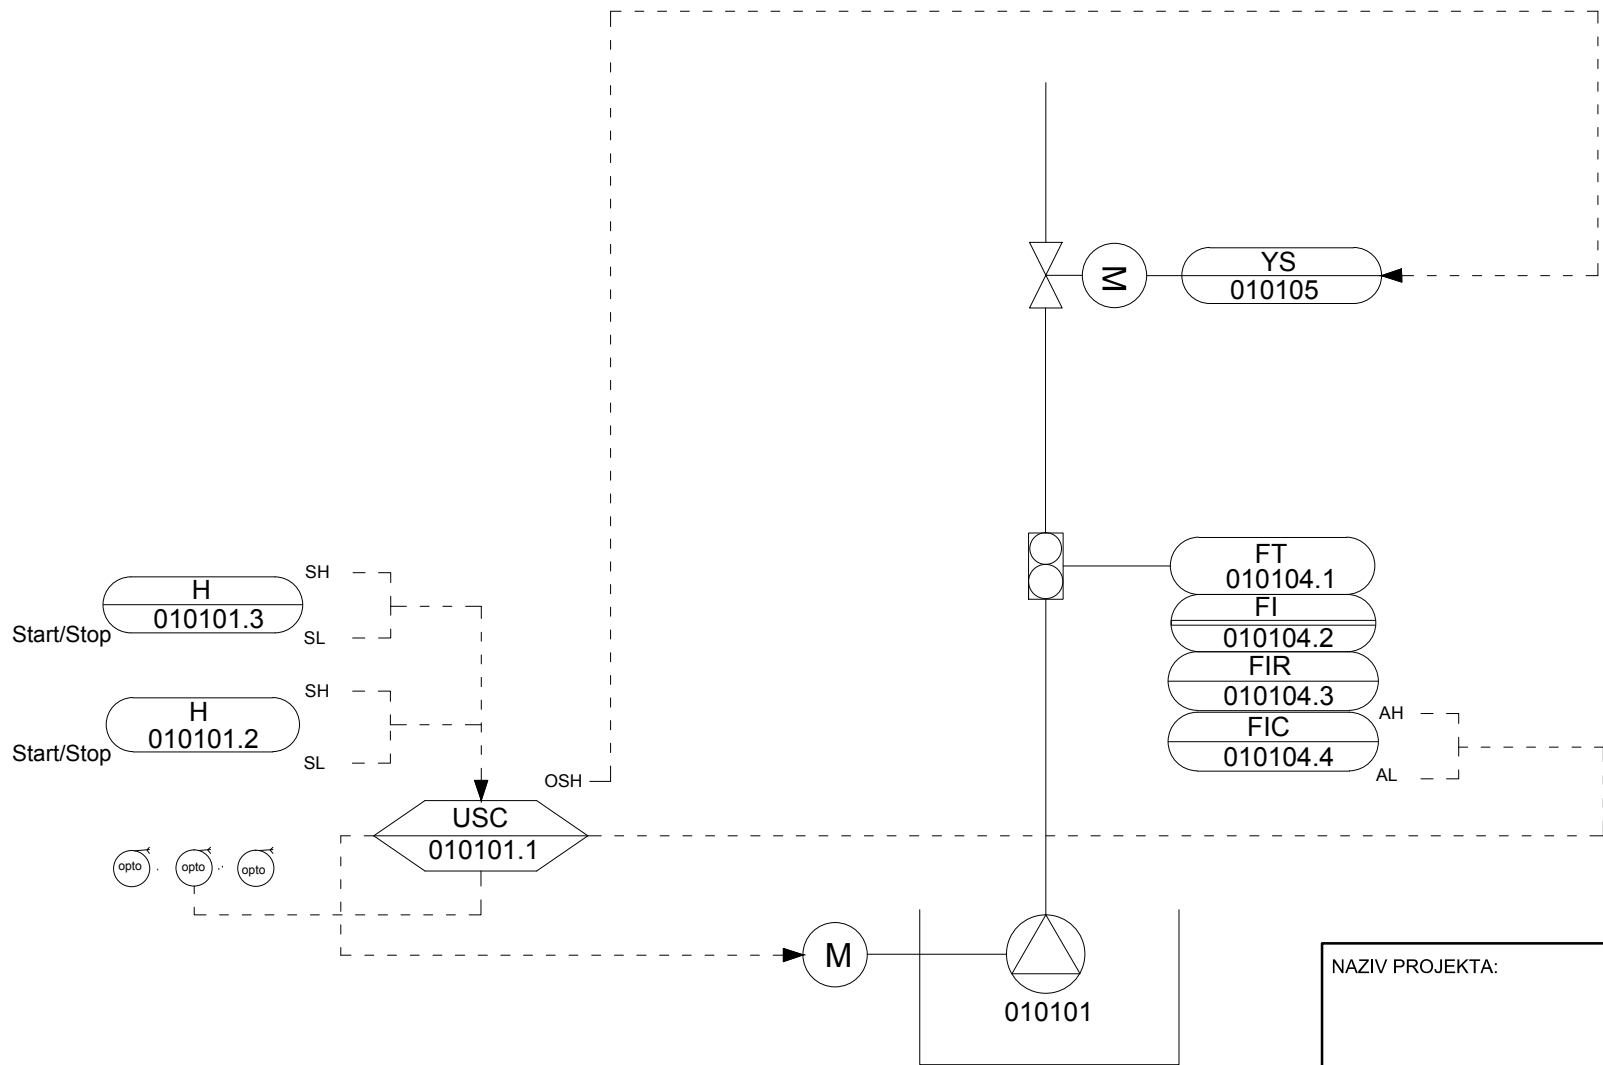 YS
010105
M
FT
010104.1
FI
010104.2
FIR
010104.3
FIC
010104.4
AH
AL
SH
H
010101.3
Start/Stop
SL
SH
H
010101.2
Start/Stop
SL
OSH
USC
010101.1
opto
opto
opto
M
010101
NAZIV PROJEKTA: